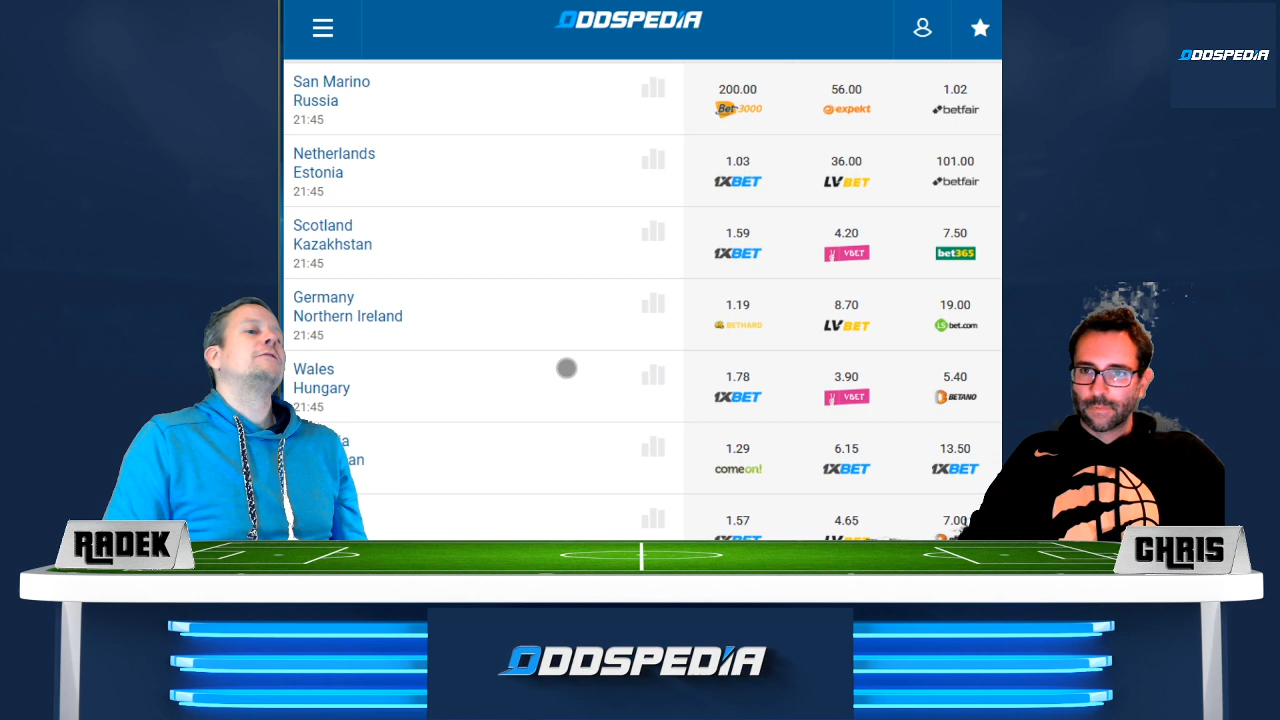 ODDSPEDIA
ODDSPEDIA
San Marino
Russia
21:45
200.00
56.00
1.02
Bet3000
expekt
betfair
Netherlands
Estonia
21:45
1.03
36.00
101.00
1XBET
LVBET
betfair
Scotland
Kazakhstan
21:45
1.59
4.20
7.50
1XBET
VBET
bet365
Germany
Northern Ireland
21:45
1.19
8.70
19.00
BETHARD
LVBET
LSbet.com
Wales
Hungary
21:45
1.78
3.90
5.40
1XBET
VBET
BETANO
1.29
6.15
13.50
comeon!
1XBET
1XBET
1.57
4.65
7.00
RADEK
CHRIS
ODDSPEDIA